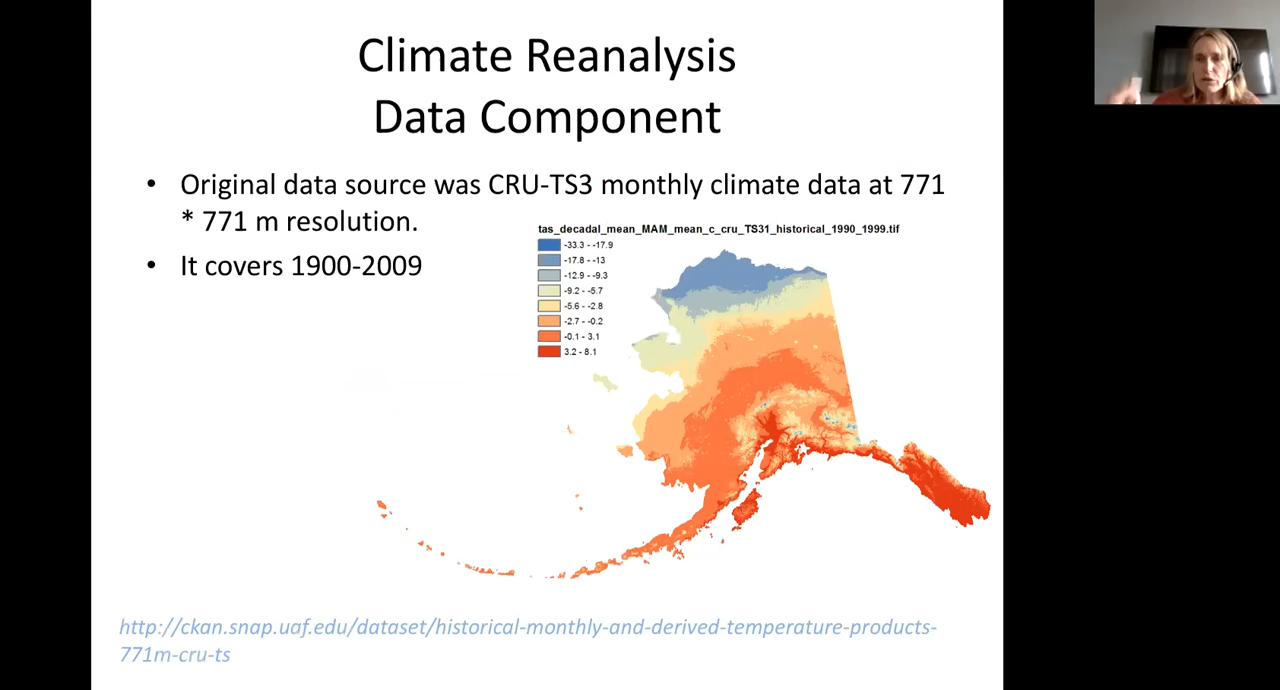 Climate Reanalysis
Data Component
• Original data source was CRU-TS3 monthly climate data at 771
* 771 m resolution.
• It covers 1900-2009
tas_decadal_mean_MAM_mean_c_cru_TS31_historical_1990_1999.tif
-33.3 - -17.9
-17.8 - -13
-12.9 - -9.3
-9.2 - -5.7
-5.6 - -2.8
-2.7 - -0.2
-0.1 - 3.1
3.2 - 8.1
http://ckan.snap.uaf.edu/dataset/historical-monthly-and-derived-temperature-products-
771m-cru-ts